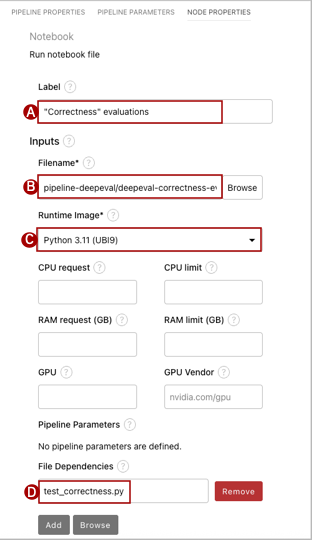 PIPELINE PROPERTIES PIPELINE PARAMETERS NODE PROPERTIES
Notebook
Run notebook file
Label ?
A "Correctness" evaluations
Inputs ?
Filename* ?
B pipeline-deepeval/deepeval-correctness-ev Browse
Runtime Image* ?
C Python 3.11 (UBI9)
CPU request ? CPU limit ?
RAM request (GB) ? RAM limit (GB) ?
GPU ? GPU Vendor ?
nvidia.com/gpu
Pipeline Parameters ?
No pipeline parameters are defined.
File Dependencies ?
D test_correctness.py Remove
Add Browse